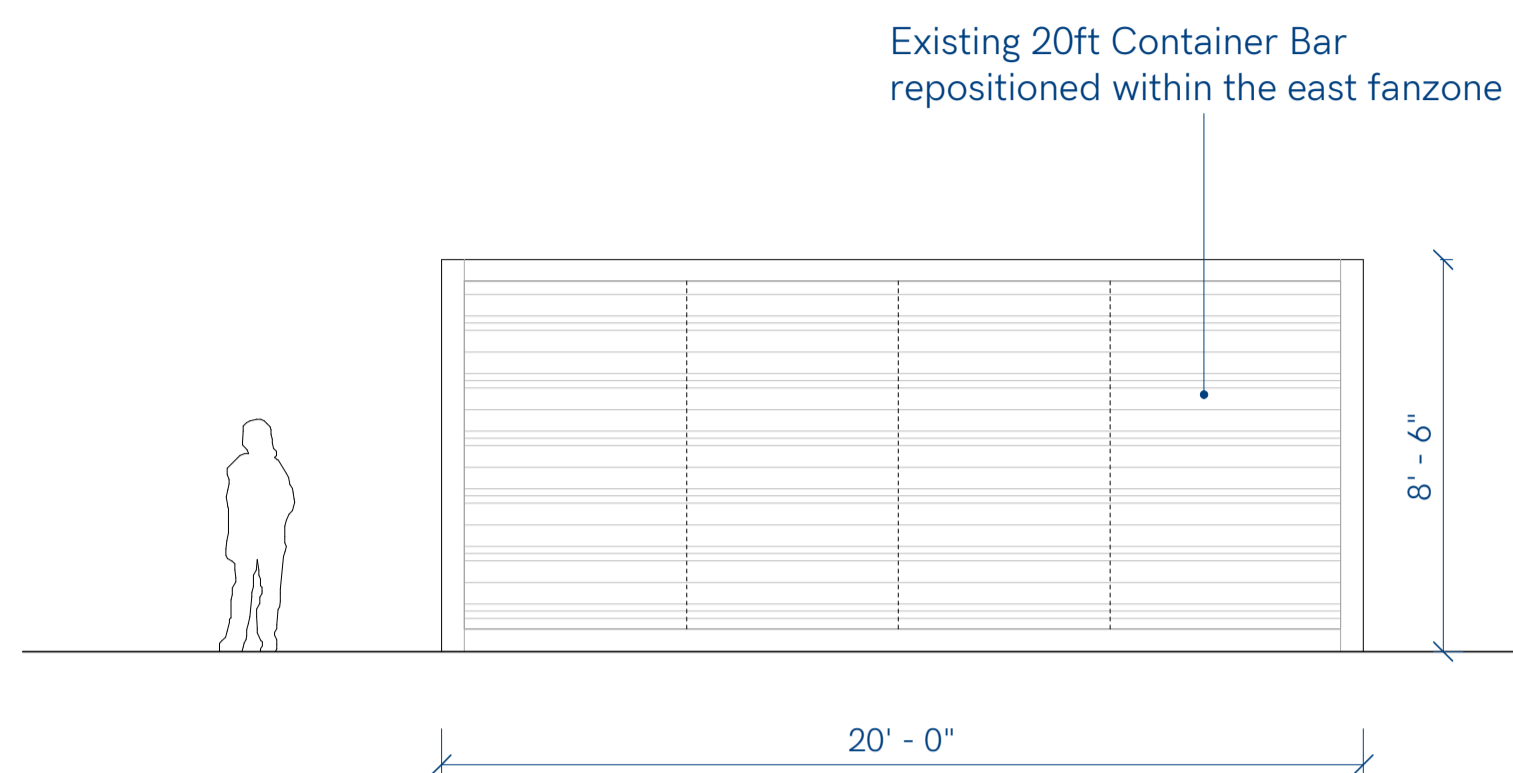 Existing 20ft Container Bar
repositioned within the east fanzone
8' - 6"
20' - 0"